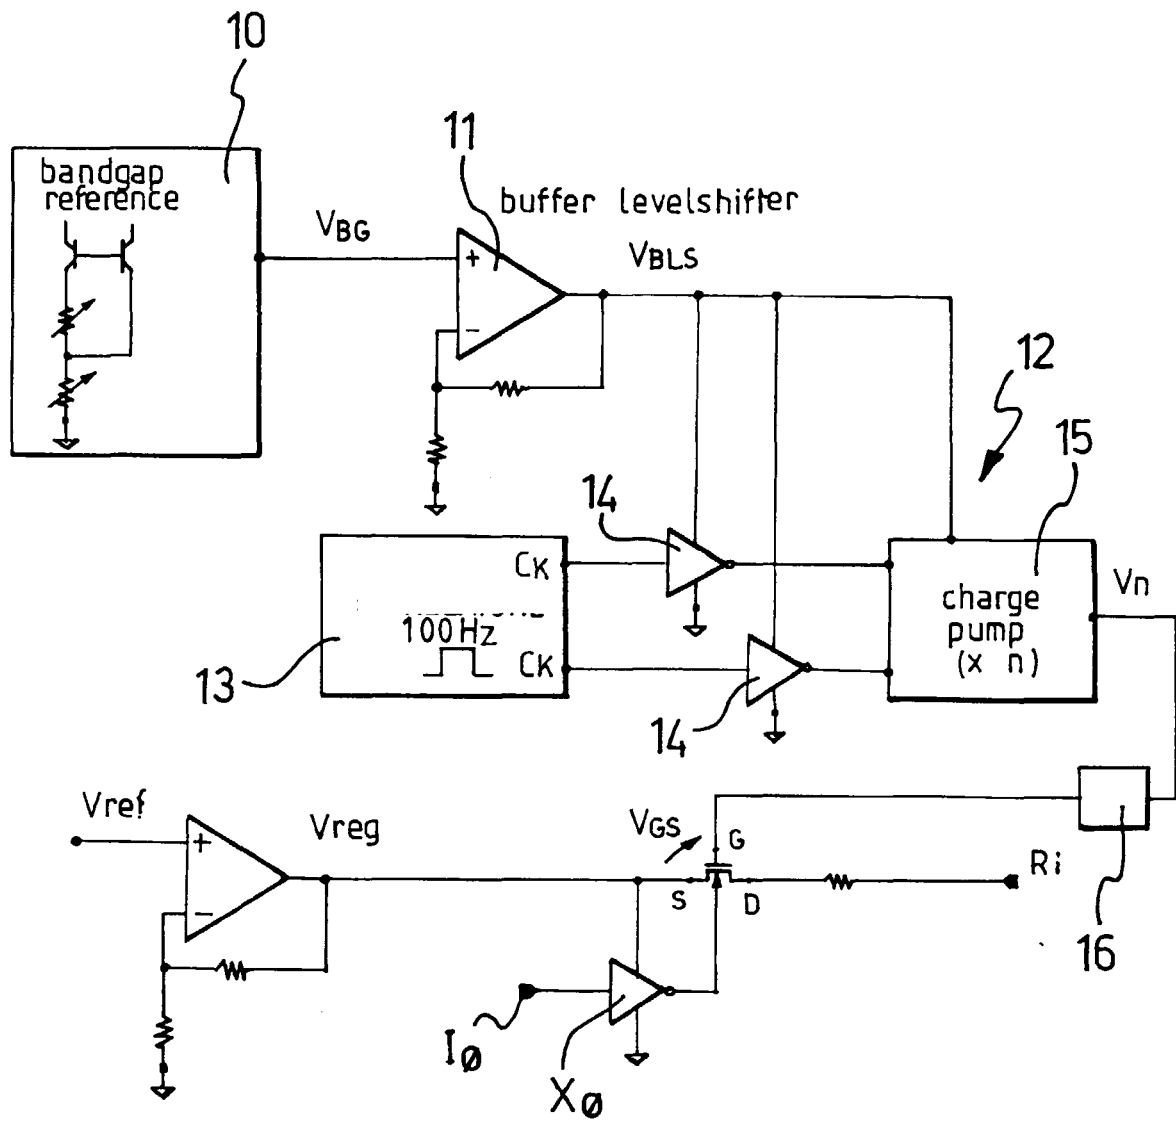 10
bandgap
reference
VBG
11
buffer levelshifter
+
−
VBLS
12
15
14
CK
100Hz
CK
13
14
charge
pump
(x n)
Vn
16
Vref
+
−
Vreg
VGS
G
S
D
Ri
I0
X0